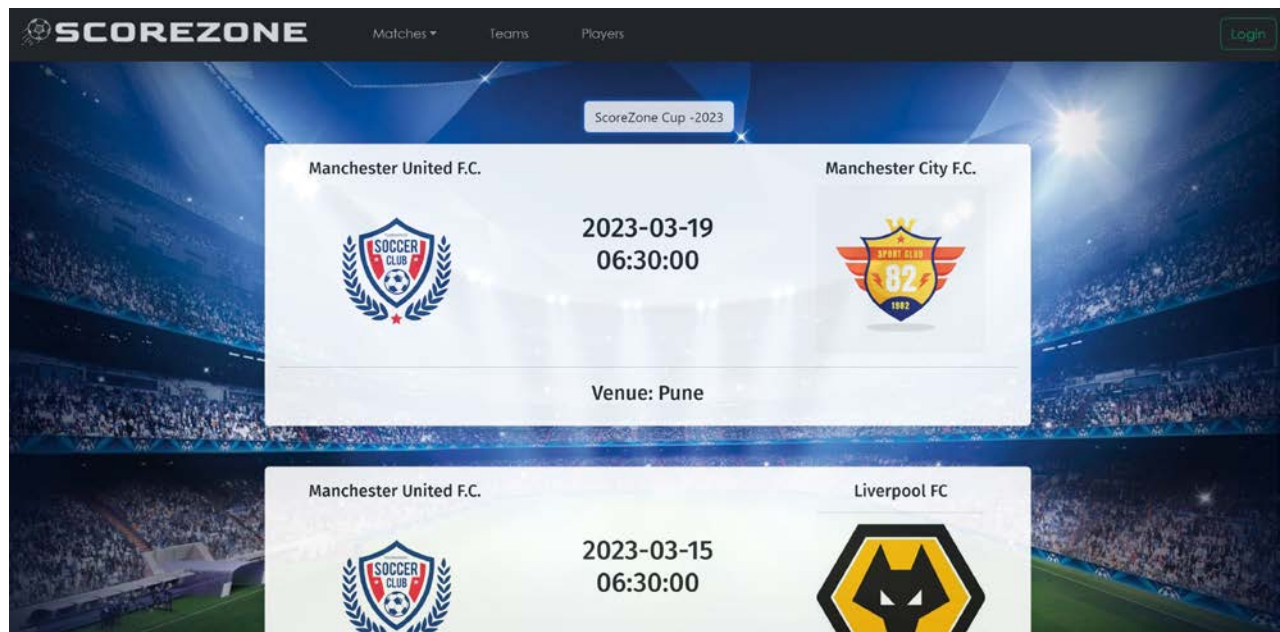 SCOREZONE Matches Teams Players Login
ScoreZone Cup -2023
Manchester United F.C. Manchester City F.C.
SOCCER
CLUB
2023-03-19
06:30:00
SPORT CLUB
82
1982
Venue: Pune
Manchester United F.C. Liverpool FC
SOCCER
CLUB
2023-03-15
06:30:00